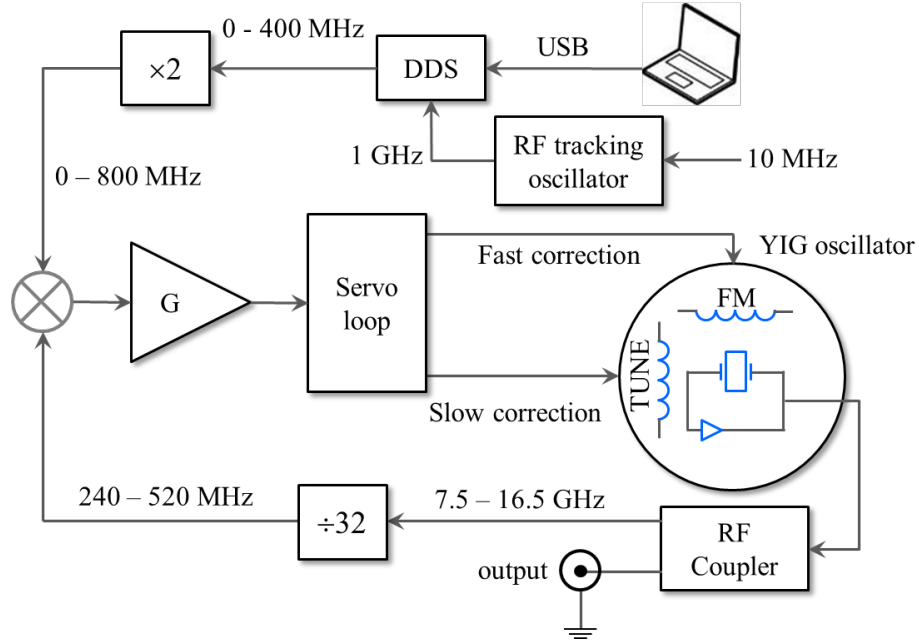 0 - 400 MHz
USB
×2
DDS
1 GHz
RF tracking
oscillator
10 MHz
0 – 800 MHz
Fast correction
YIG oscillator
G
Servo
loop
FM
TUNE
Slow correction
240 – 520 MHz
÷32
7.5 – 16.5 GHz
RF
Coupler
output